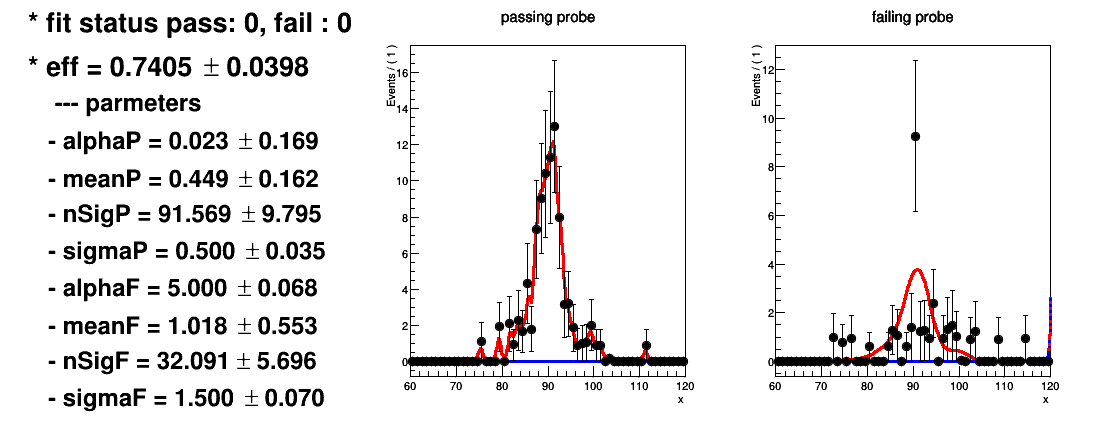 * fit status pass: 0, fail : 0
* eff = 0.7405 ± 0.0398
--- parmeters
- alphaP = 0.023 ± 0.169
- meanP = 0.449 ± 0.162
- nSigP = 91.569 ± 9.795
- sigmaP = 0.500 ± 0.035
- alphaF = 5.000 ± 0.068
- meanF = 1.018 ± 0.553
- nSigF = 32.091 ± 5.696
- sigmaF = 1.500 ± 0.070
passing probe
Events / ( 1 )
16
14
12
10
8
6
4
2
0
60 70 80 90 100 110 120
x
failing probe
Events / ( 1 )
12
10
8
6
4
2
0
60 70 80 90 100 110 120
x